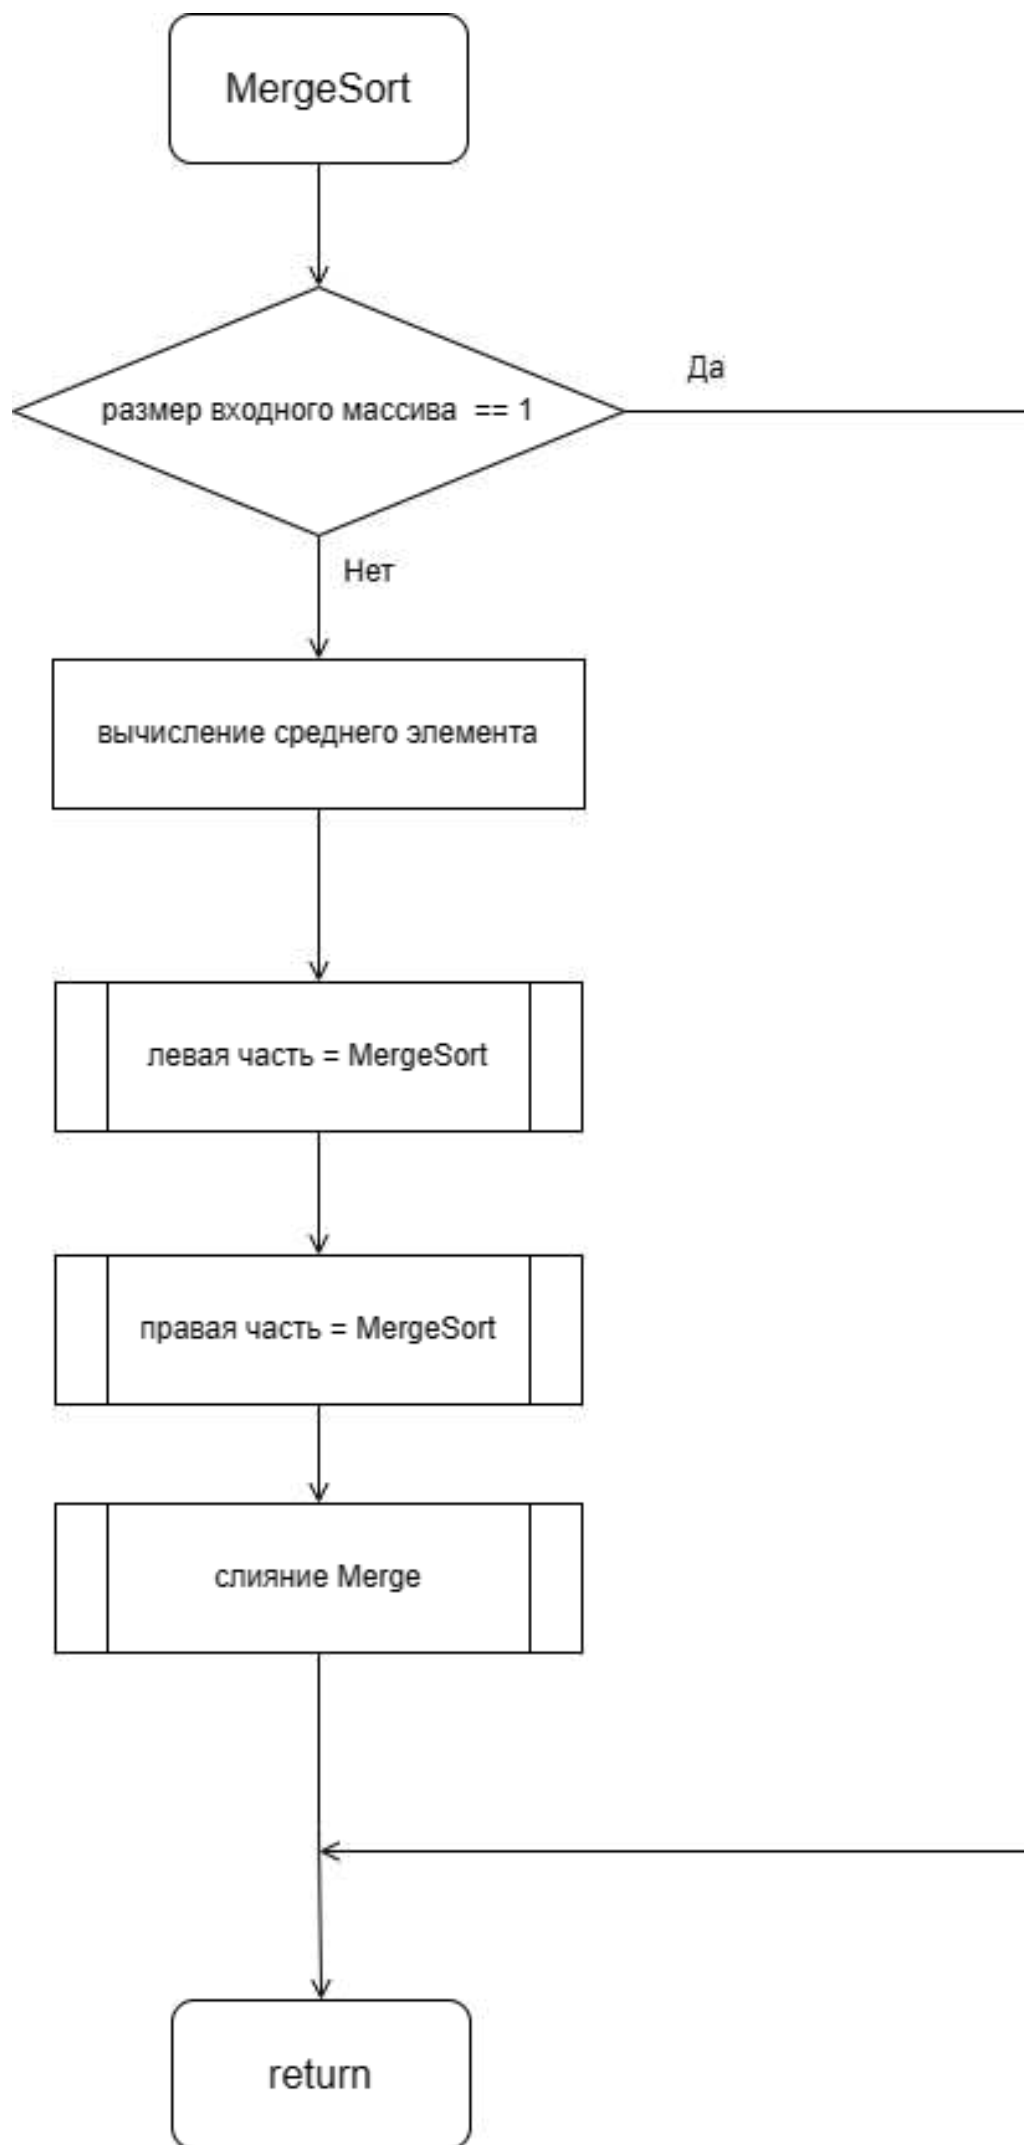 MergeSort
Да
размер входного массива == 1
Нет
вычисление среднего элемента
левая часть = MergeSort
правая часть = MergeSort
слияние Merge
return